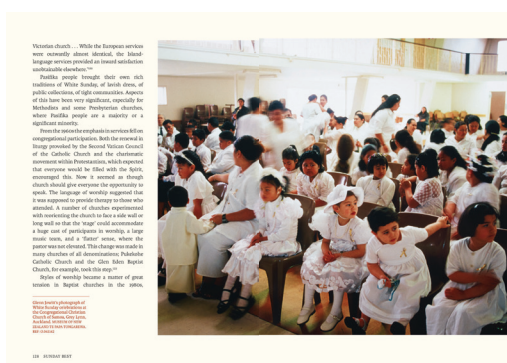 Victorian church . . . While the European services
were outwardly almost identical, the Island-
language services provided an inward satisfaction
unobtainable elsewhere.'
Pasifika people brought their own rich
traditions of White Sunday, of lavish dress, of
public collections, of tight communities. Aspects
of this have been very significant, especially for
Methodists and some Presbyterian churches,
where Pasifika people are a majority or a
significant minority.
From the 1960s the emphasis in services fell on
congregational participation. Both the renewal in
liturgy provoked by the Second Vatican Council
of the Catholic Church and the charismatic
movement within Protestantism, which expected
that everyone would be filled with the Spirit,
encouraged this. Now it seemed as though
church should give everyone the opportunity to
speak. The language of worship suggested that
it was supposed to provide therapy to those who
attended. A number of churches experimented
with reorienting the church to face a side wall or
long wall so that the 'stage' could accommodate
a huge cast of participants in worship, a large
music team, and a 'flatter' sense, where the
pastor was not elevated. This change was made in
many churches of all denominations; Pukekohe
Catholic Church and the Glen Eden Baptist
Church, for example, took this step.
Styles of worship became a matter of great
tension in Baptist churches in the 1980s,
Glenn Jowitt's photograph of
White Sunday celebrations at
the Congregational Christian
Church of Samoa, Grey Lynn,
Auckland. MUSEUM OF NEW
ZEALAND TE PAPA TONGAREWA,
SUNDAY BEST